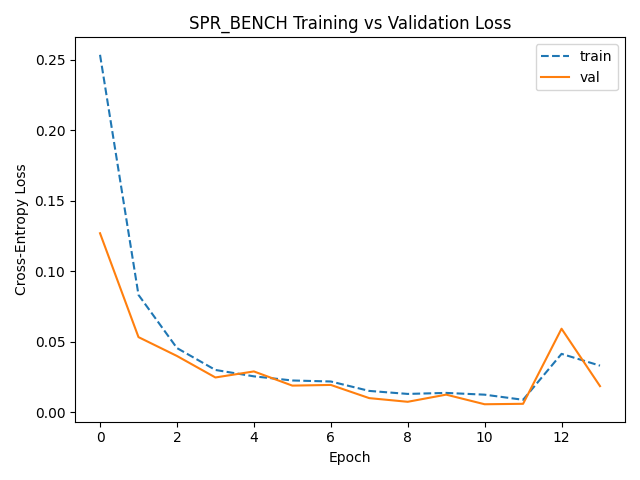 SPR_BENCH Training vs Validation Loss
train
val
0.25
0.20
0.15
0.10
0.05
0.00
Cross-Entropy Loss
0 2 4 6 8 10 12
Epoch